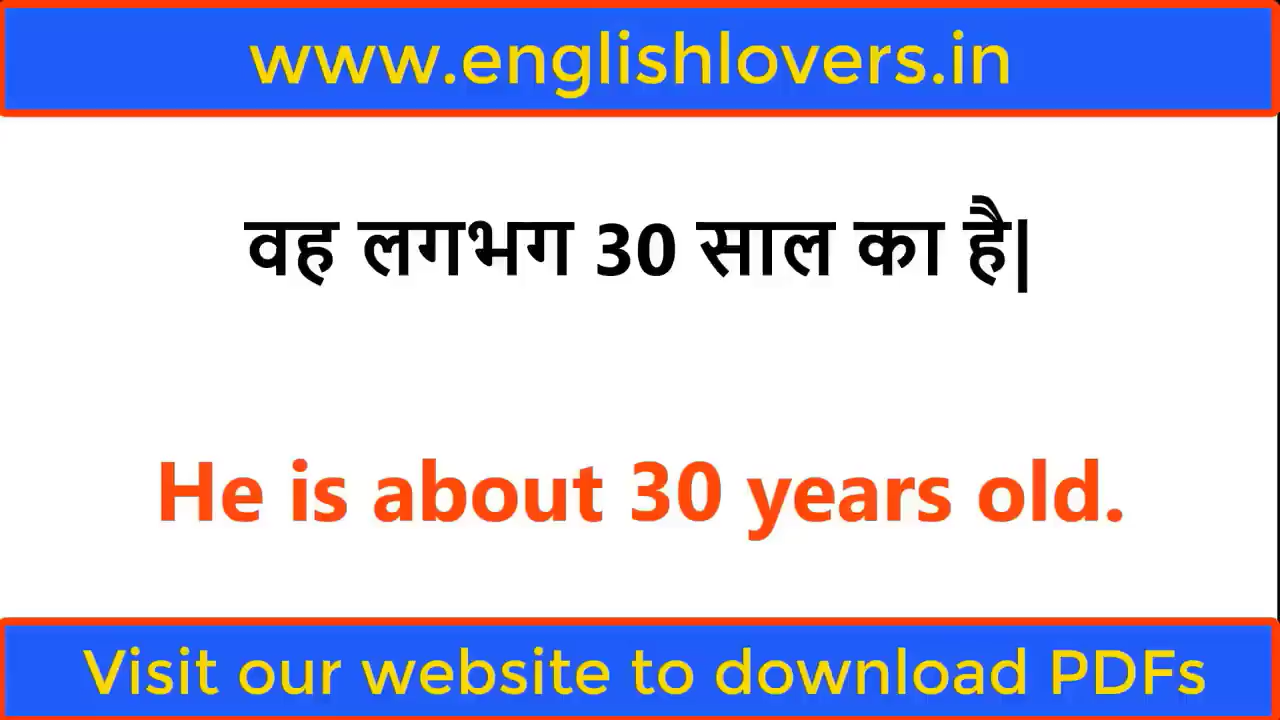 www.englishlovers.in
वह लगभग 30 साल का है|
He is about 30 years old.
Visit our website to download PDFs